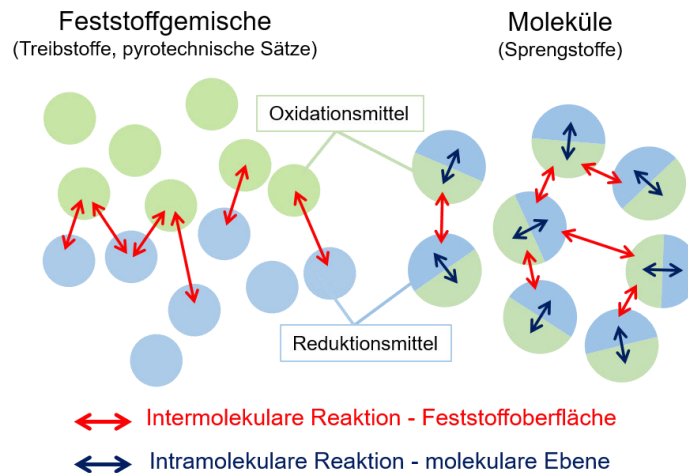 Feststoffgemische
(Treibstoffe, pyrotechnische Sätze)
Moleküle
(Sprengstoffe)
Oxidationsmittel
Reduktionsmittel
Intermolekulare Reaktion - Feststoffoberfläche
Intramolekulare Reaktion - molekulare Ebene